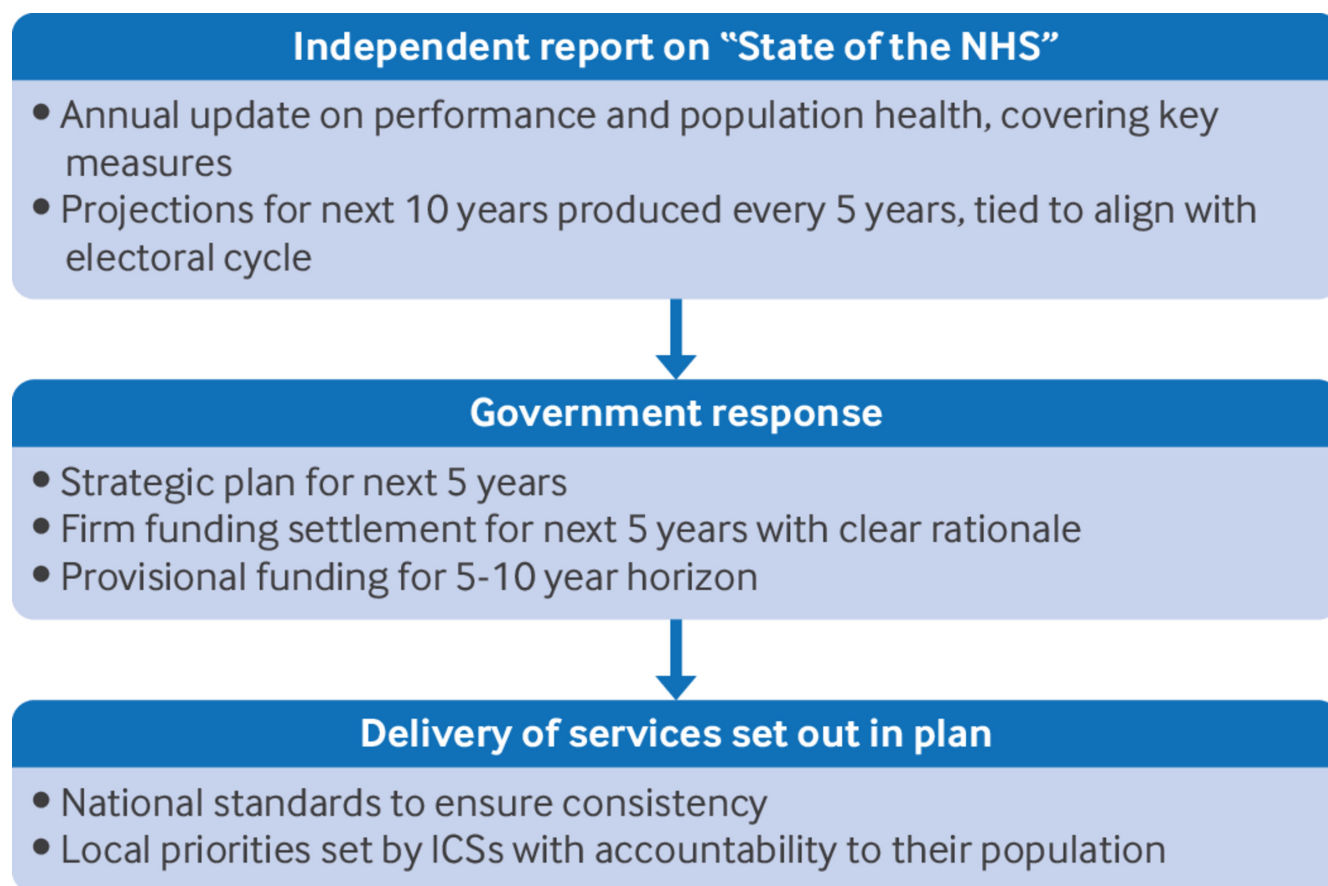 Independent report on “State of the NHS”
• Annual update on performance and population health, covering key
measures
• Projections for next 10 years produced every 5 years, tied to align with
electoral cycle
Government response
• Strategic plan for next 5 years
• Firm funding settlement for next 5 years with clear rationale
• Provisional funding for 5-10 year horizon
Delivery of services set out in plan
• National standards to ensure consistency
• Local priorities set by ICSs with accountability to their population